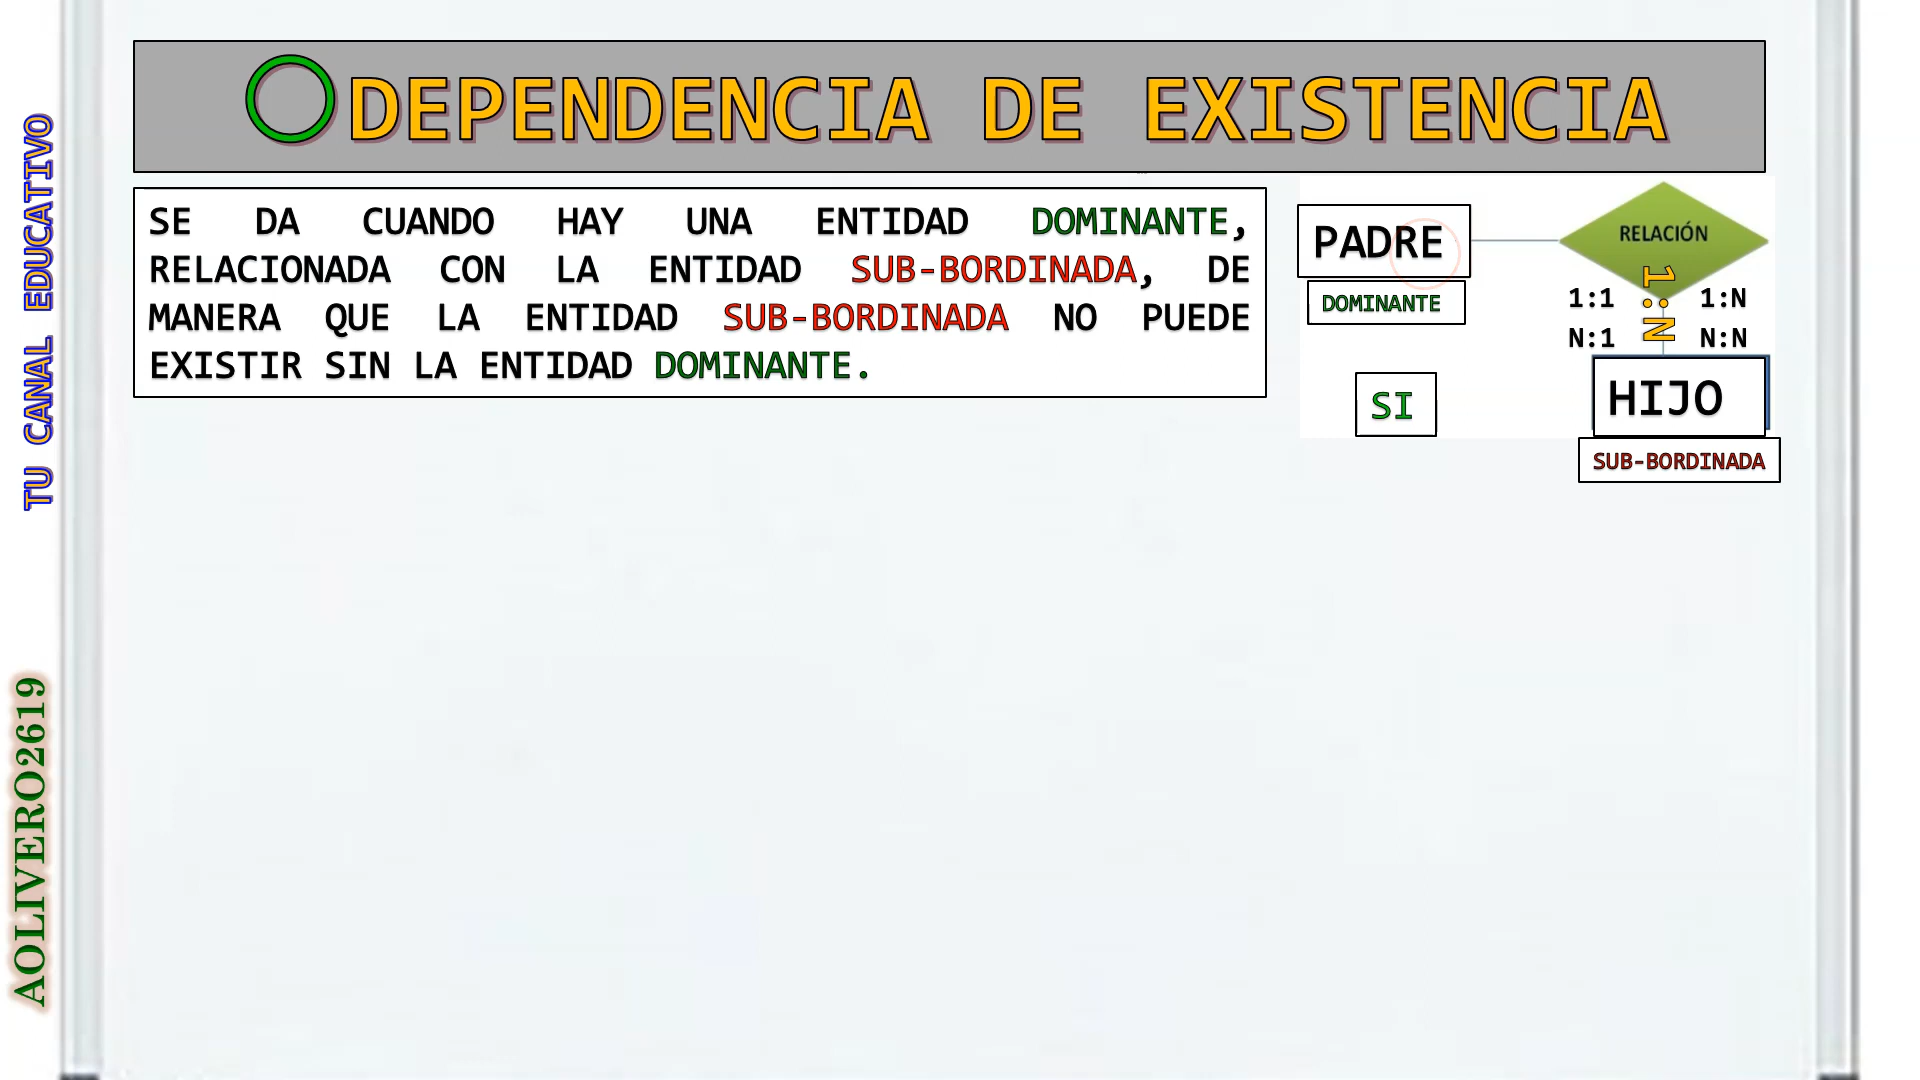 DEPENDENCIA DE EXISTENCIA
SE DA CUANDO HAY UNA ENTIDAD DOMINANTE,
RELACIONADA CON LA ENTIDAD SUB-BORDINADA, DE
MANERA QUE LA ENTIDAD SUB-BORDINADA NO PUEDE
EXISTIR SIN LA ENTIDAD DOMINANTE.
PADRE
DOMINANTE
RELACIÓN
1:N
1:1 1:N
N:1 N:N
SI
HIJO
SUB-BORDINADA
TU CANAL EDUCATIVO
AOLIVERO2619